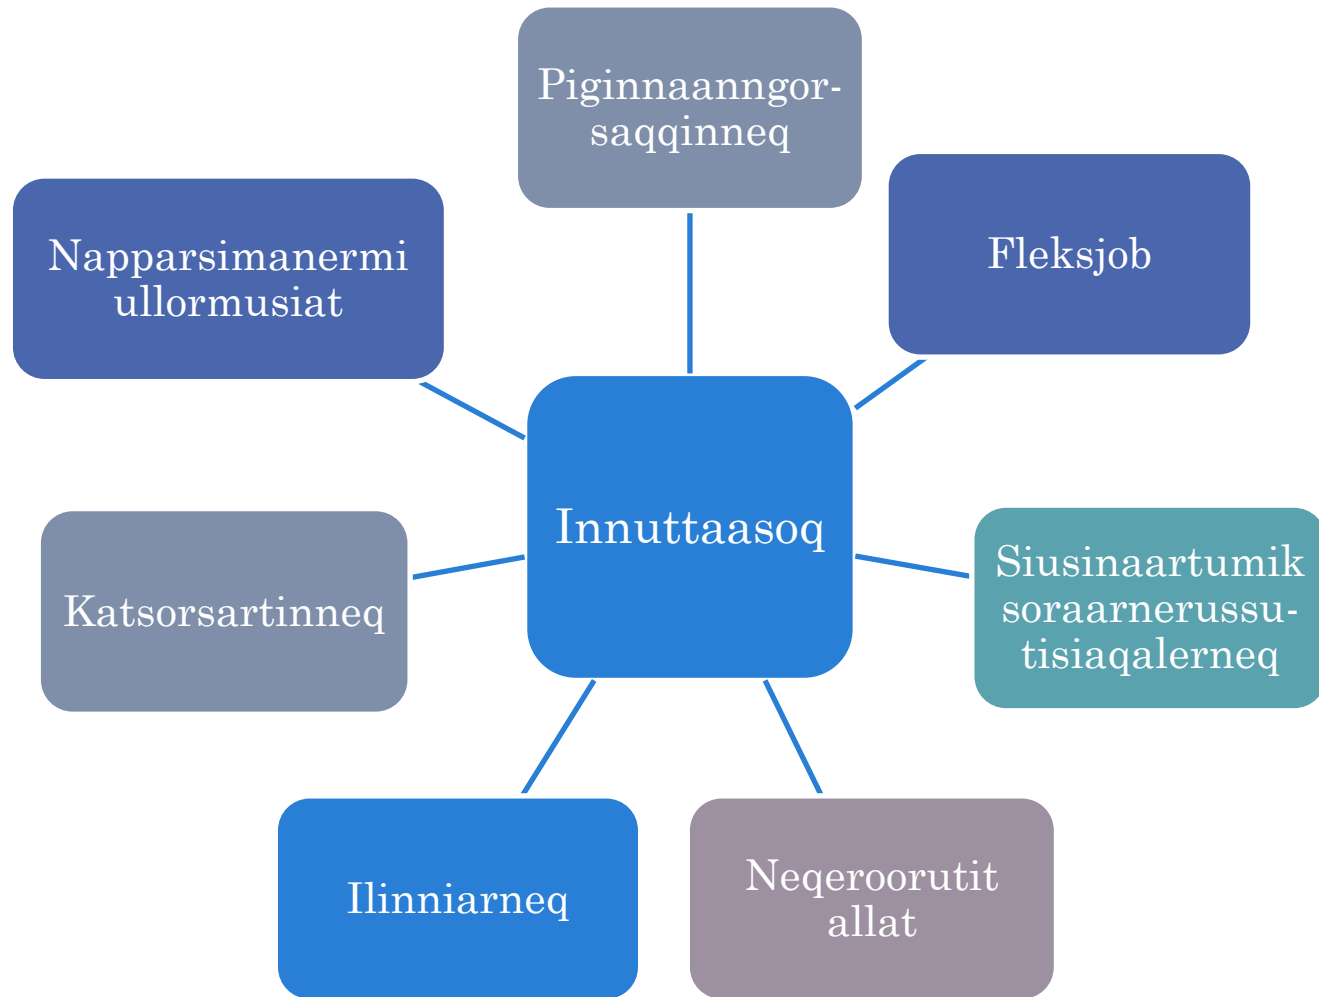 Piginnaanngor-
saqqinneq
Fleksjob
Napparsimanermi
ullormusiat
Innuttaasoq
Siusinaartumik
soraarnerussu-
tisiaqalerneq
Katsorsartinneq
Neqeroorutit
allat
Ilinniarneq